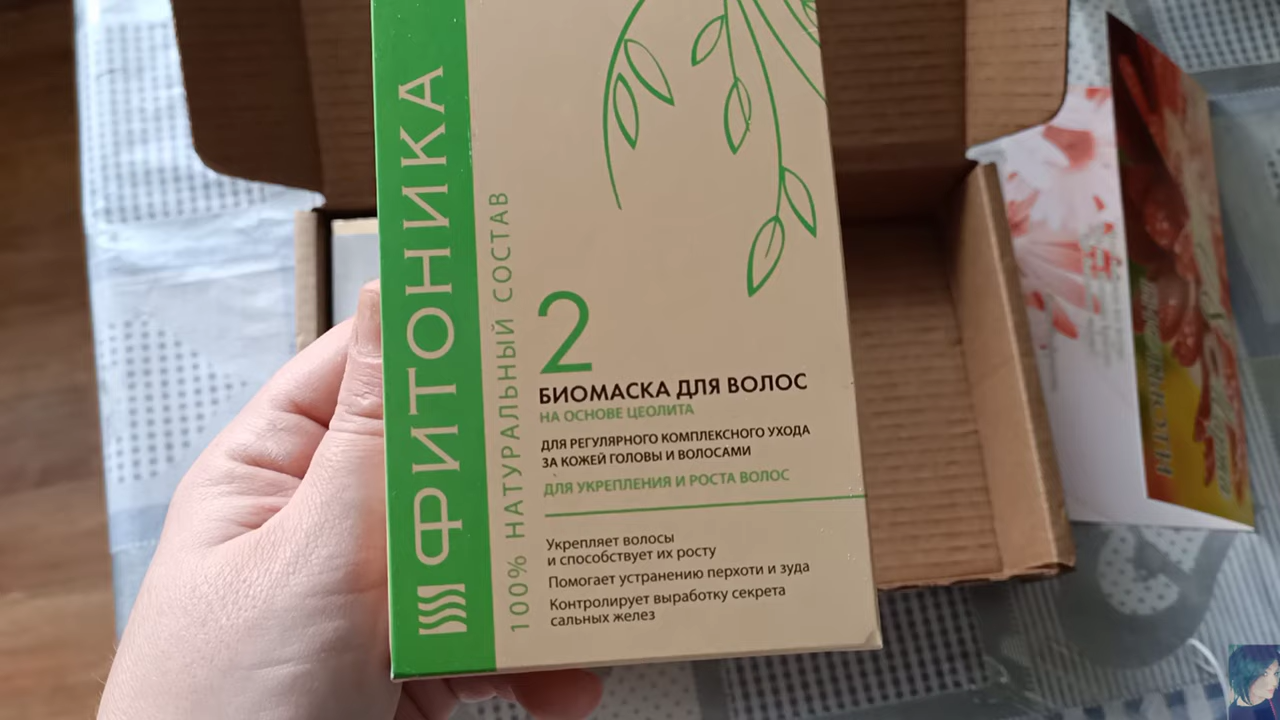 ФИТОНИКА
100% НАТУРАЛЬНЫЙ СОСТАВ
2
БИОМАСКА ДЛЯ ВОЛОС
НА ОСНОВЕ ЦЕОЛИТА
ДЛЯ РЕГУЛЯРНОГО КОМПЛЕКСНОГО УХОДА
ЗА КОЖЕЙ ГОЛОВЫ И ВОЛОСАМИ
ДЛЯ УКРЕПЛЕНИЯ И РОСТА ВОЛОС
Укрепляет волосы
и способствует их росту
Помогает устранению перхоти и зуда
Контролирует выработку секрета
сальных желез